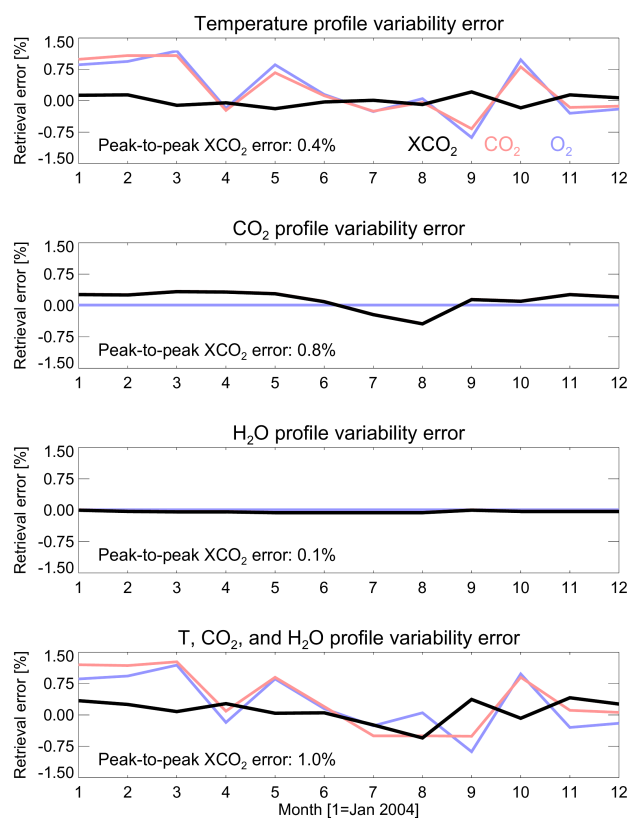 Temperature profile variability error
Retrieval error [%]
1.50
0.75
0.00
-0.75
-1.50
Peak-to-peak XCO₂ error: 0.4%
XCO₂ CO₂ O₂
1 2 3 4 5 6 7 8 9 10 11 12
CO₂ profile variability error
Retrieval error [%]
1.50
0.75
0.00
-0.75
-1.50
Peak-to-peak XCO₂ error: 0.8%
1 2 3 4 5 6 7 8 9 10 11 12
H₂O profile variability error
Retrieval error [%]
1.50
0.75
0.00
-0.75
-1.50
Peak-to-peak XCO₂ error: 0.1%
1 2 3 4 5 6 7 8 9 10 11 12
T, CO₂, and H₂O profile variability error
Retrieval error [%]
1.50
0.75
0.00
-0.75
-1.50
Peak-to-peak XCO₂ error: 1.0%
1 2 3 4 5 6 7 8 9 10 11 12
Month [1=Jan 2004]